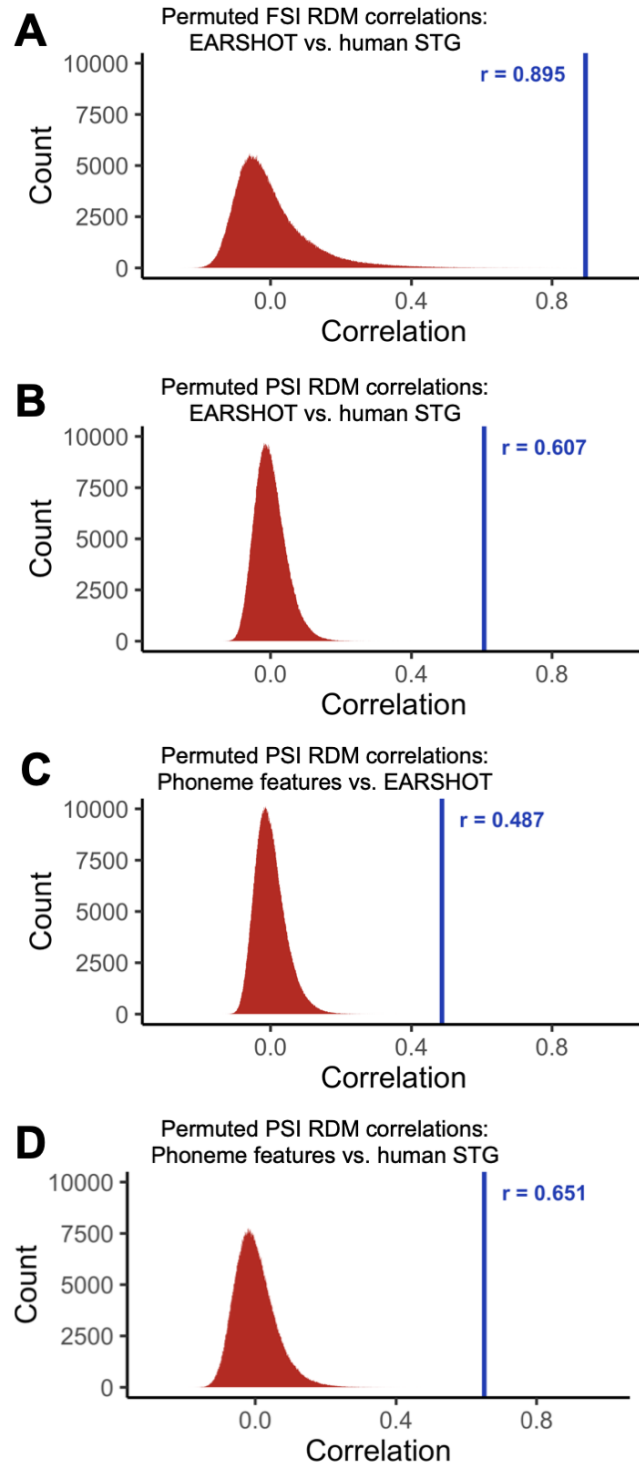 A
Permuted FSI RDM correlations:
EARSHOT vs. human STG
10000
7500
5000
2500
0
Count
r = 0.895
0.0 0.4 0.8
Correlation
B
Permuted PSI RDM correlations:
EARSHOT vs. human STG
10000
7500
5000
2500
0
Count
r = 0.607
0.0 0.4 0.8
Correlation
C
Permuted PSI RDM correlations:
Phoneme features vs. EARSHOT
10000
7500
5000
2500
0
Count
r = 0.487
0.0 0.4 0.8
Correlation
D
Permuted PSI RDM correlations:
Phoneme features vs. human STG
10000
7500
5000
2500
0
Count
r = 0.651
0.0 0.4 0.8
Correlation